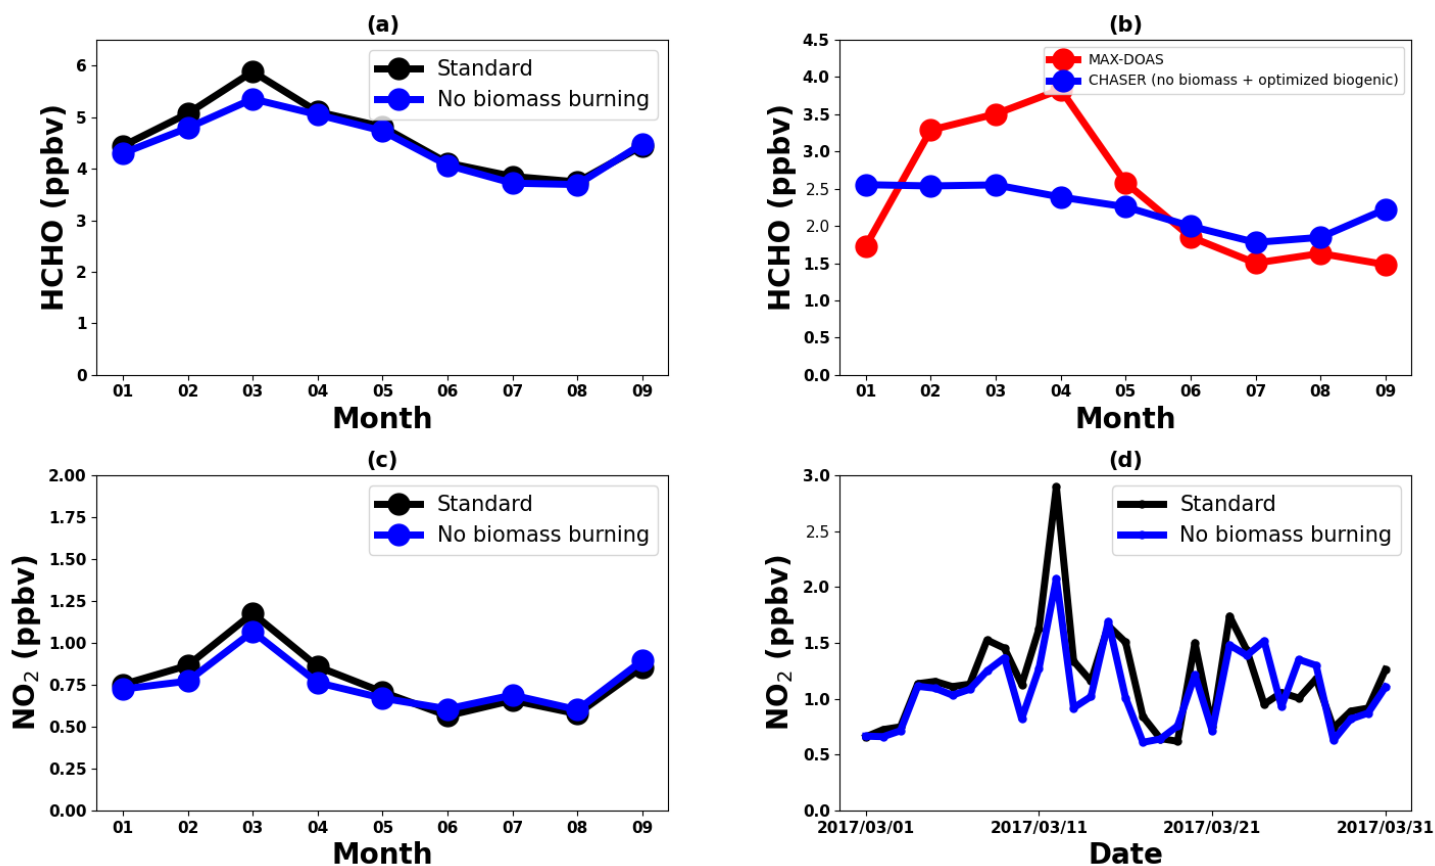 (a)
HCHO (ppbv)
6
5
4
3
2
1
0
Standard
No biomass burning
01 02 03 04 05 06 07 08 09
Month
(b)
HCHO (ppbv)
4.5
4.0
3.5
3.0
2.5
2.0
1.5
1.0
0.5
0.0
MAX-DOAS
CHASER (no biomass + optimized biogenic)
01 02 03 04 05 06 07 08 09
Month
(c)
NO₂ (ppbv)
2.00
1.75
1.50
1.25
1.00
0.75
0.50
0.25
0.00
Standard
No biomass burning
01 02 03 04 05 06 07 08 09
Month
(d)
NO₂ (ppbv)
3.0
2.5
2.0
1.5
1.0
0.5
0.0
Standard
No biomass burning
2017/03/01 2017/03/11 2017/03/21 2017/03/31
Date